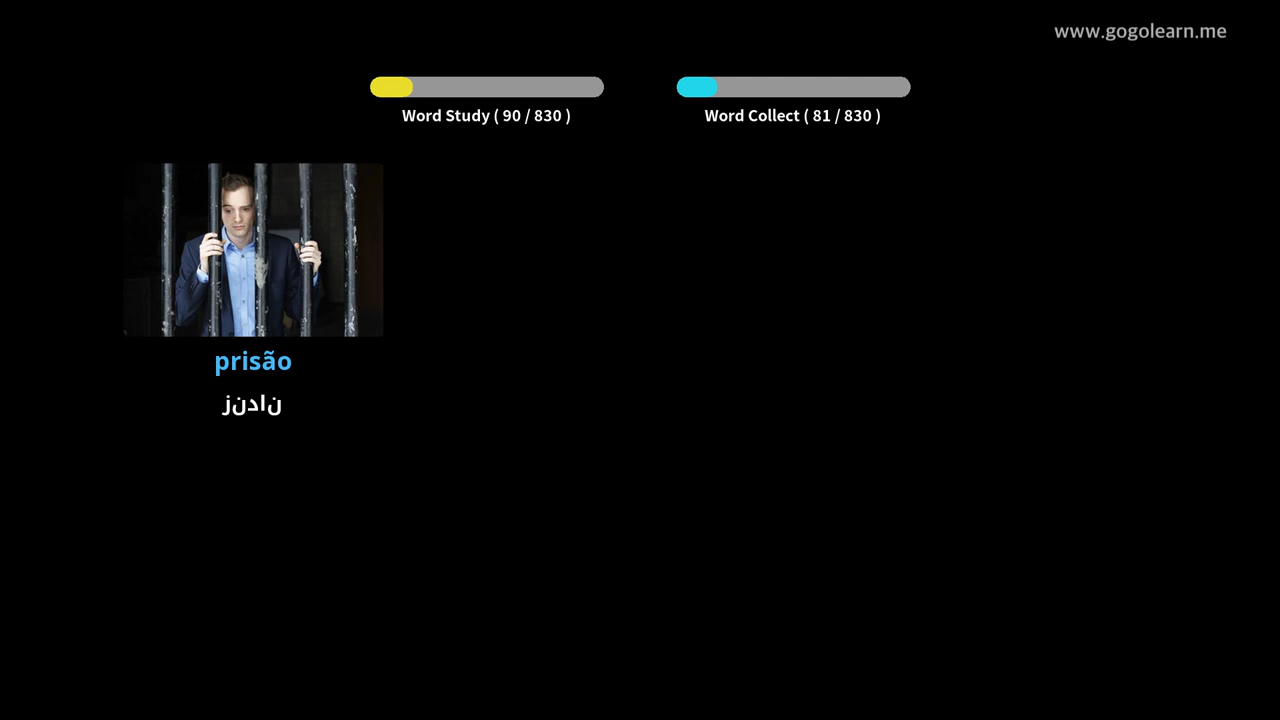 www.gogolearn.me
Word Study ( 90 / 830 )
Word Collect ( 81 / 830 )
prisão
زندان